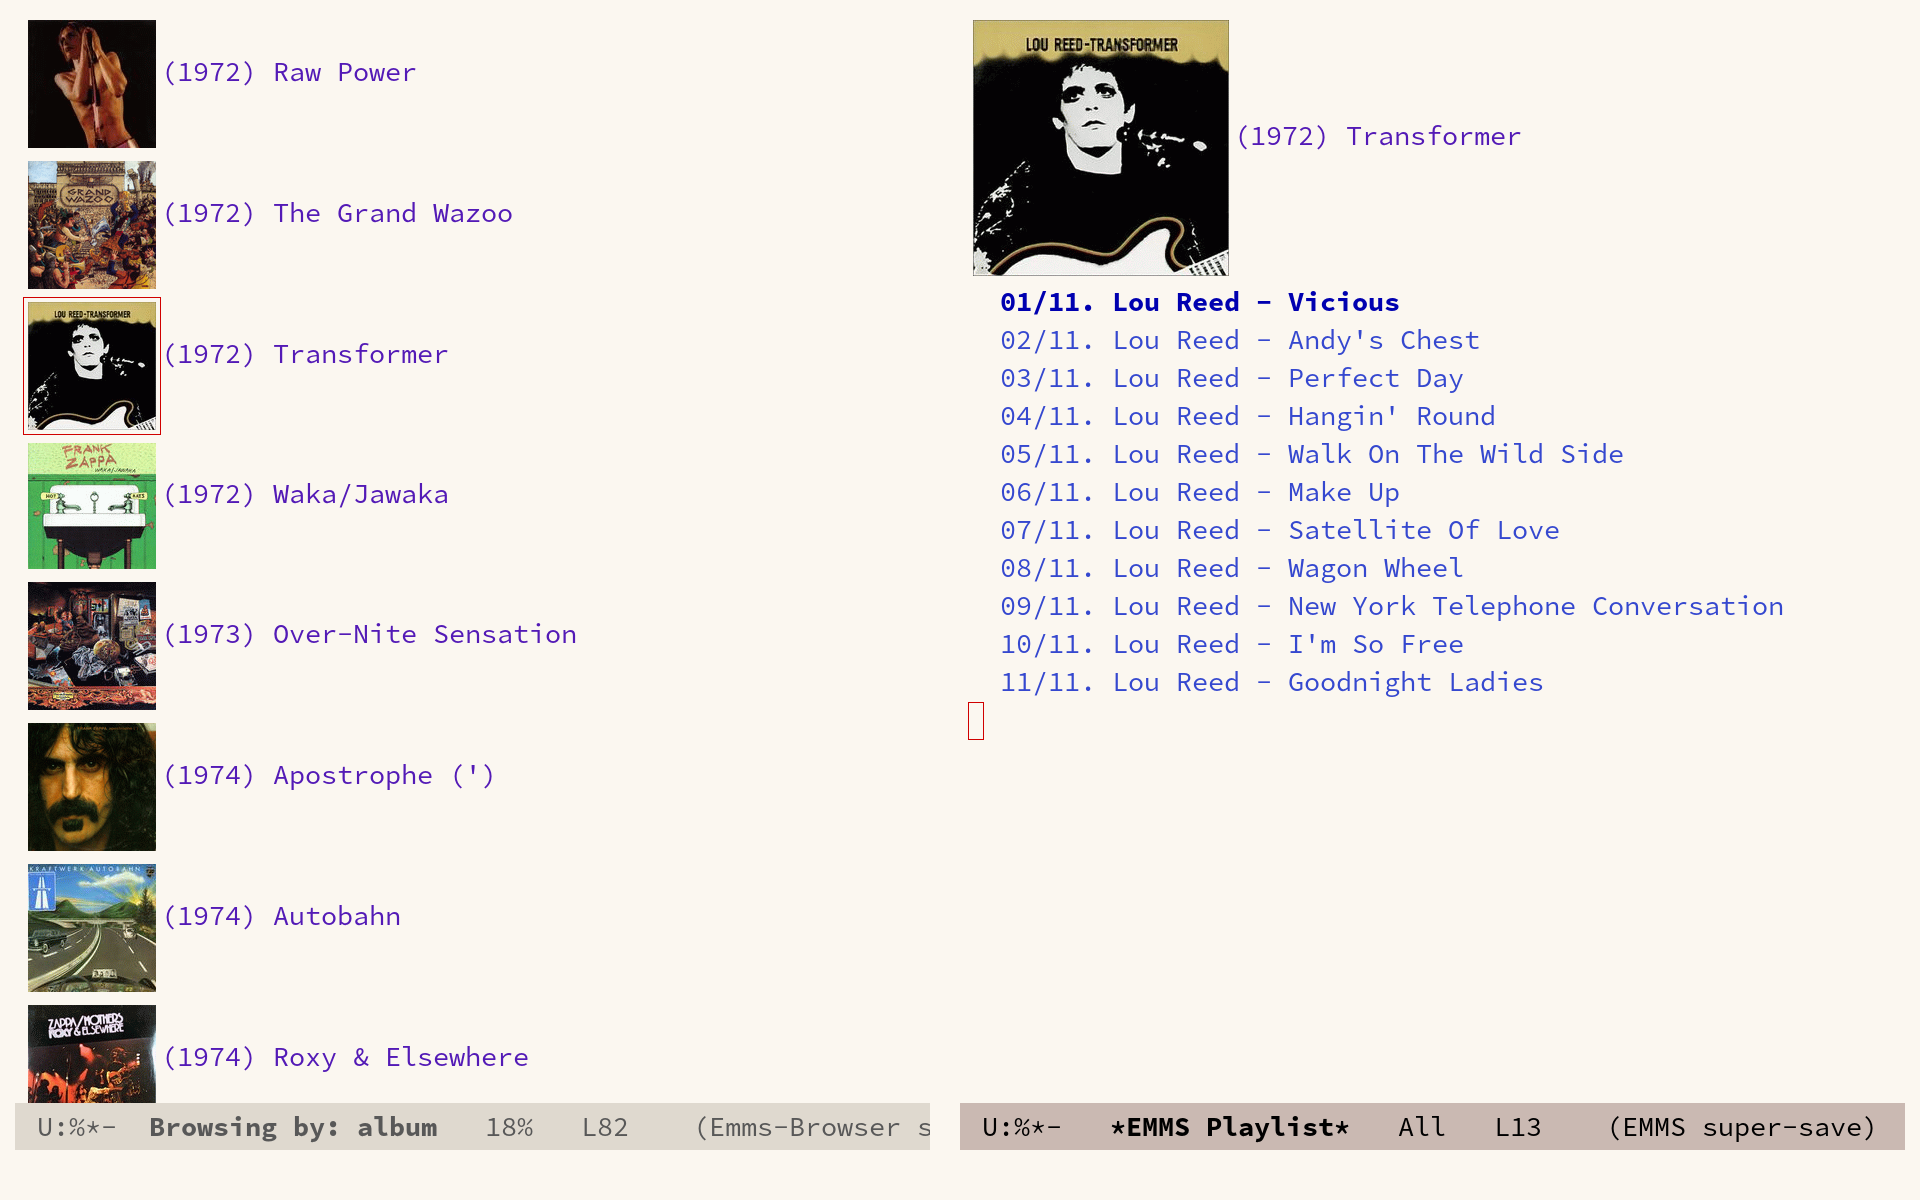 (1972) Raw Power
GRAND
WAZOO
(1972) The Grand Wazoo
LOU REED-TRANSFORMER
(1972) Transformer
FRANK
ZAPPA
WAKA/JAWAKA
HOT
RATS
(1972) Waka/Jawaka
(1973) Over-Nite Sensation
(1974) Apostrophe (')
KRAFTWERK AUTOBAHN
(1974) Autobahn
ZAPPA/MOTHERS
ROXY & ELSEWHERE
(1974) Roxy & Elsewhere
U:%*- Browsing by: album 18% L82 (Emms-Browser s
LOU REED-TRANSFORMER
(1972) Transformer
01/11. Lou Reed - Vicious
02/11. Lou Reed - Andy's Chest
03/11. Lou Reed - Perfect Day
04/11. Lou Reed - Hangin' Round
05/11. Lou Reed - Walk On The Wild Side
06/11. Lou Reed - Make Up
07/11. Lou Reed - Satellite Of Love
08/11. Lou Reed - Wagon Wheel
09/11. Lou Reed - New York Telephone Conversation
10/11. Lou Reed - I'm So Free
11/11. Lou Reed - Goodnight Ladies
U:%*- *EMMS Playlist* All L13 (EMMS super-save)